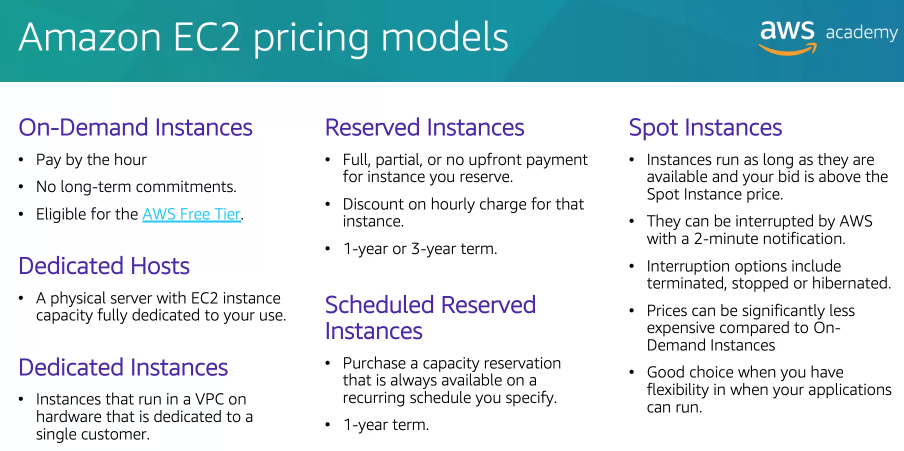 Amazon EC2 pricing models
aws academy
On-Demand Instances
• Pay by the hour
• No long-term commitments.
• Eligible for the AWS Free Tier.
Dedicated Hosts
• A physical server with EC2 instance
capacity fully dedicated to your use.
Dedicated Instances
• Instances that run in a VPC on
hardware that is dedicated to a
single customer.
Reserved Instances
• Full, partial, or no upfront payment
for instance you reserve.
• Discount on hourly charge for that
instance.
• 1-year or 3-year term.
Scheduled Reserved
Instances
• Purchase a capacity reservation
that is always available on a
recurring schedule you specify.
• 1-year term.
Spot Instances
• Instances run as long as they are
available and your bid is above the
Spot Instance price.
• They can be interrupted by AWS
with a 2-minute notification.
• Interruption options include
terminated, stopped or hibernated.
• Prices can be significantly less
expensive compared to On-
Demand Instances
• Good choice when you have
flexibility in when your applications
can run.